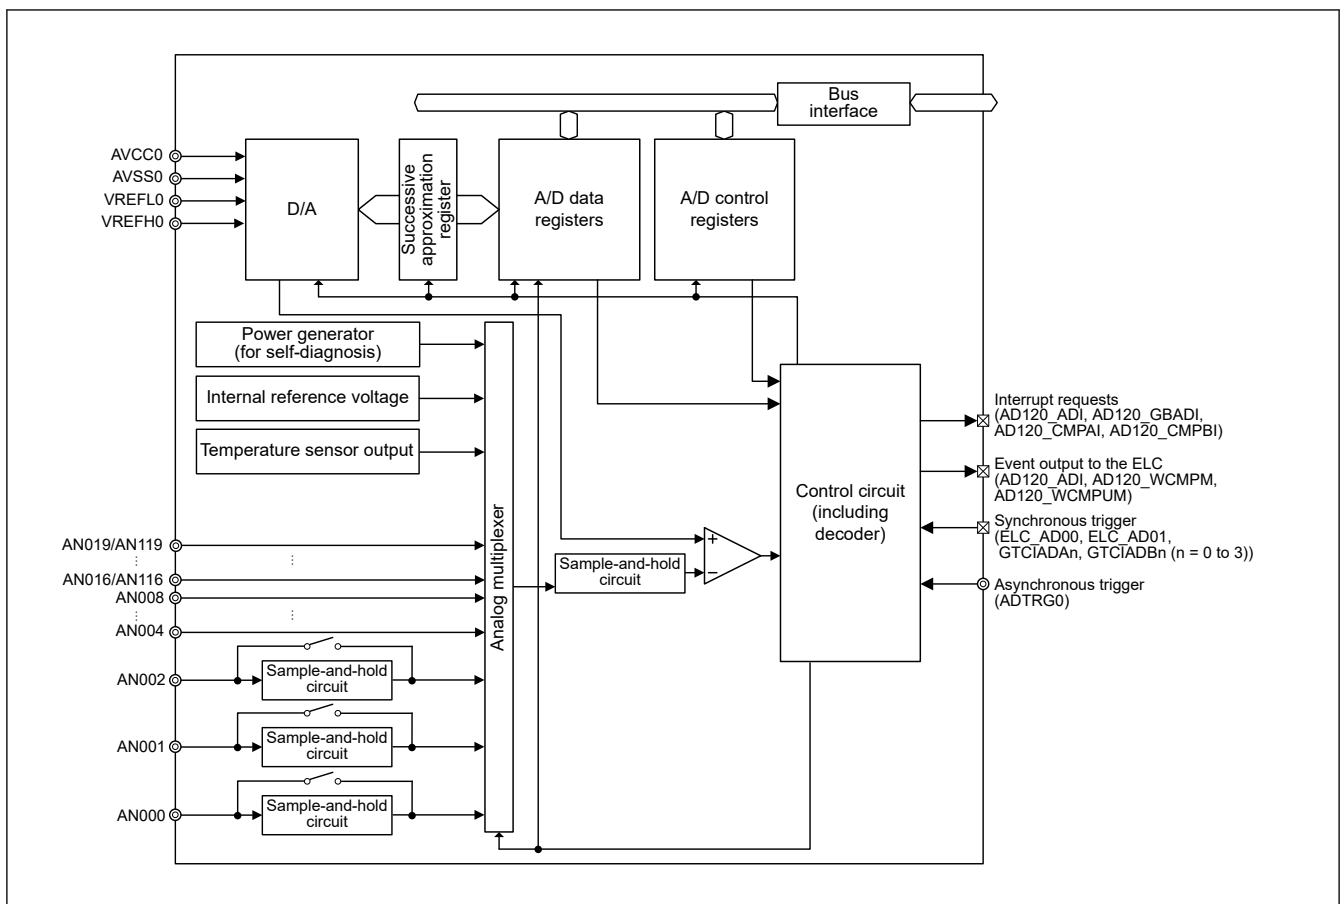 Bus
interface
AVCC0
AVSS0
VREFL0
VREFH0
D/A
Successive
approximation
register
A/D data
registers
A/D control
registers
Power generator
(for self-diagnosis)
Internal reference voltage
Temperature sensor output
Analog multiplexer
AN019/AN119
AN016/AN116
AN008
AN004
AN002
AN001
AN000
Sample-and-hold
circuit
Sample-and-hold
circuit
Sample-and-hold
circuit
Sample-and-hold
circuit
+
−
Control circuit
(including
decoder)
Interrupt requests
(AD120_ADI, AD120_GBADI,
AD120_CMPAI, AD120_CMPBI)
Event output to the ELC
(AD120_ADI, AD120_WCMPM,
AD120_WCMPUM)
Synchronous trigger
(ELC_AD00, ELC_AD01,
GTCIADAn, GTCIADBn (n = 0 to 3))
Asynchronous trigger
(ADTRG0)